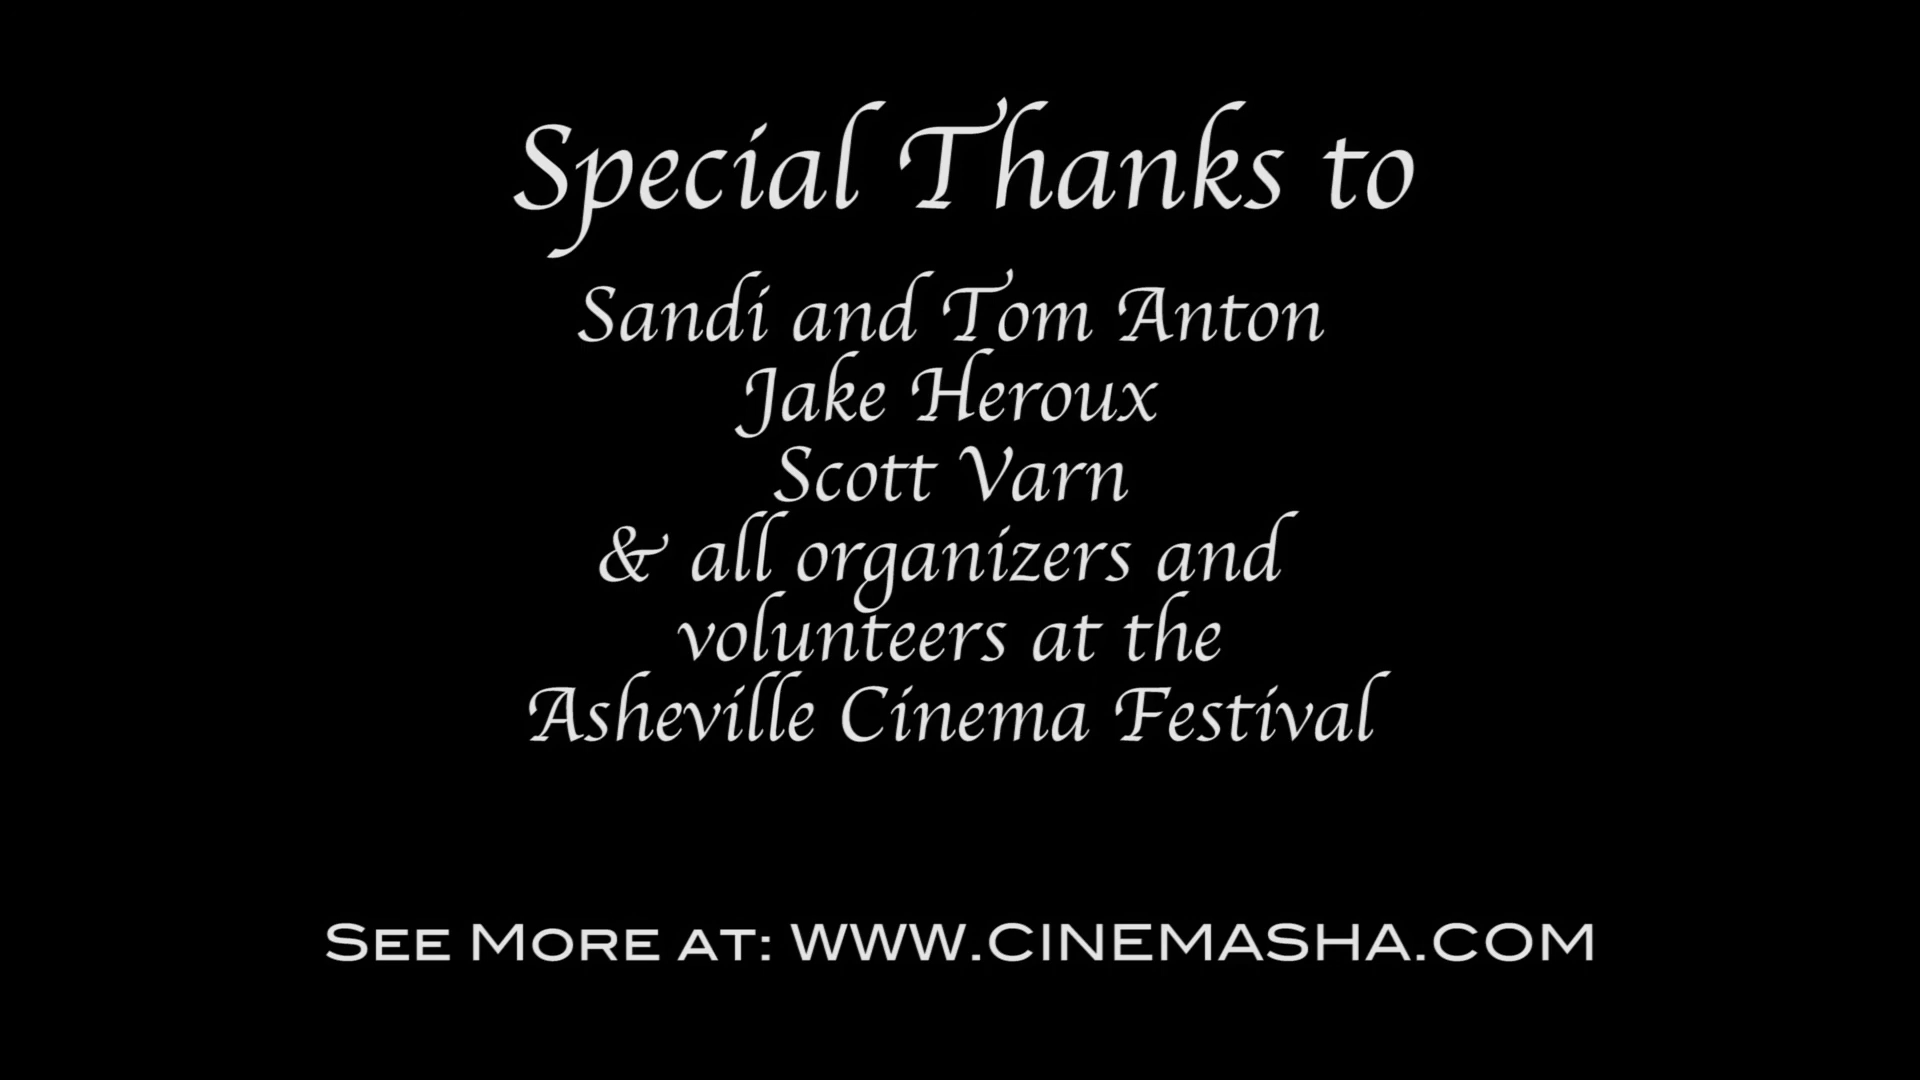 Special Thanks to
Sandi and Tom Anton
Jake Heroux
Scott Varn
& all organizers and
volunteers at the
Asheville Cinema Festival
See More at: WWW.CINEMASHA.COM